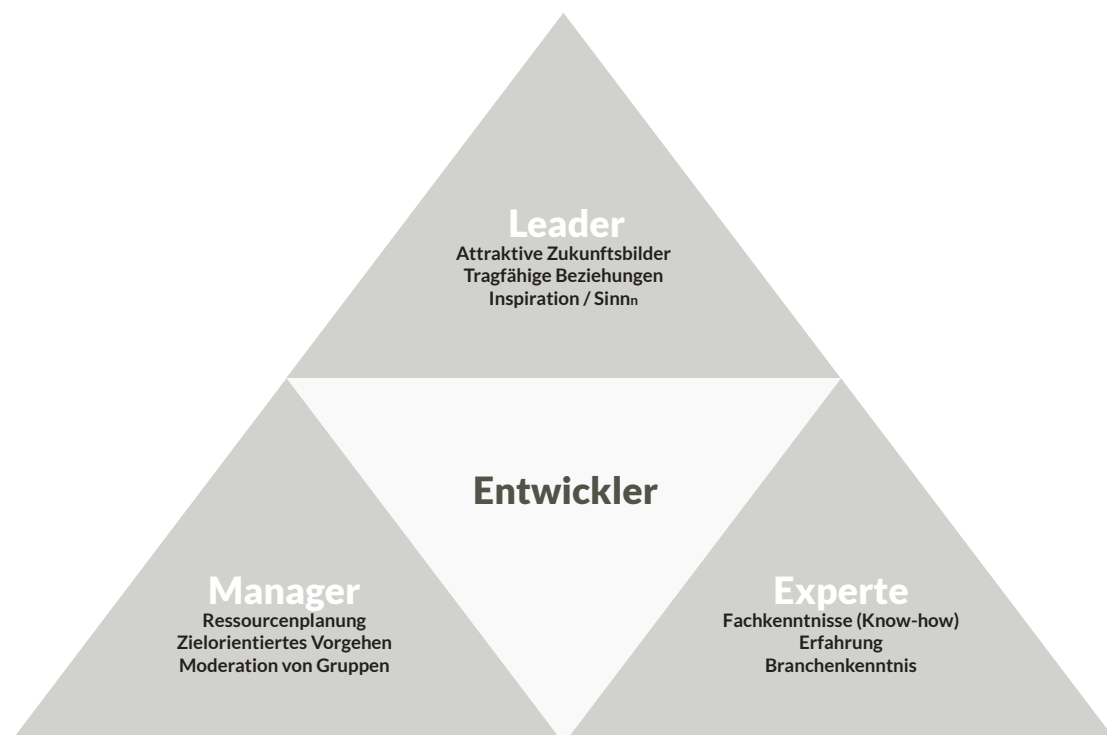 Leader
Attraktive Zukunftsbilder
Tragfähige Beziehungen
Inspiration / Sinnn
Entwickler
Manager
Ressourcenplanung
Zielorientiertes Vorgehen
Moderation von Gruppen
Experte
Fachkenntnisse (Know-how)
Erfahrung
Branchenkenntnis